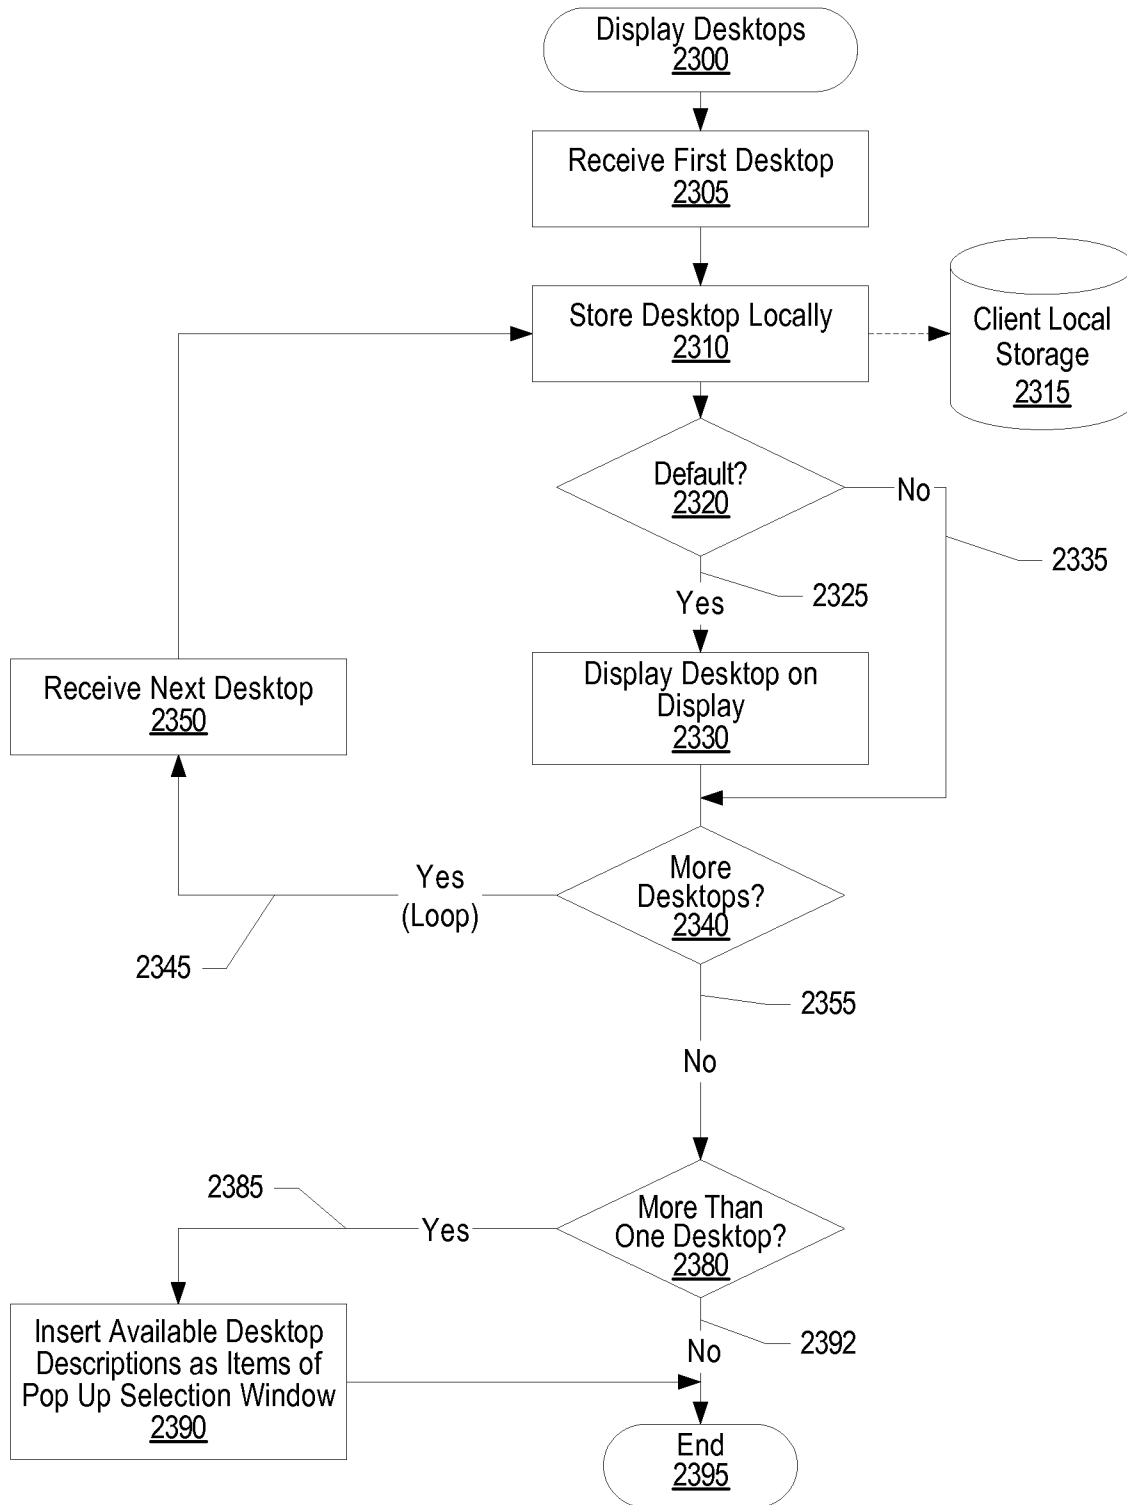 Display Desktops
2300
Receive First Desktop
2305
Store Desktop Locally
2310
Client Local
Storage
2315
Default?
2320
No
2335
2325
Yes
Display Desktop on
Display
2330
Receive Next Desktop
2350
More
Desktops?
2340
Yes
(Loop)
2345
2355
No
2385
More Than
One Desktop?
2380
Yes
2392
No
Insert Available Desktop
Descriptions as Items of
Pop Up Selection Window
2390
End
2395